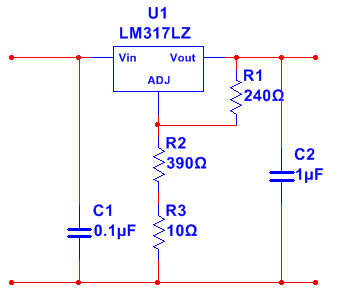 U1
LM317LZ
Vin
Vout
ADJ
R1
240Ω
R2
390Ω
C2
1µF
C1
0.1µF
R3
10Ω